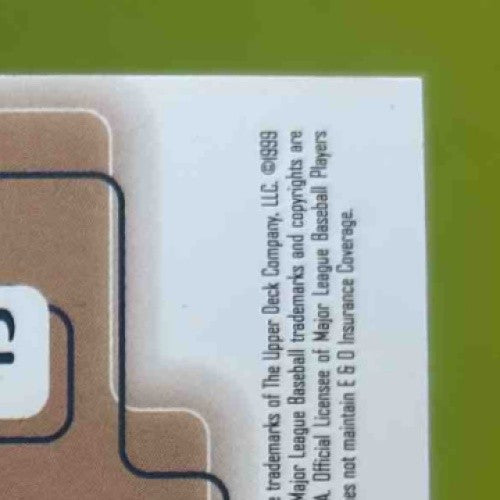 trademarks of The Upper Deck Company, LLC. ©1999
Major League Baseball trademarks and copyrights are
Official Licensee of Major League Baseball Players
not maintain E & O Insurance Coverage.